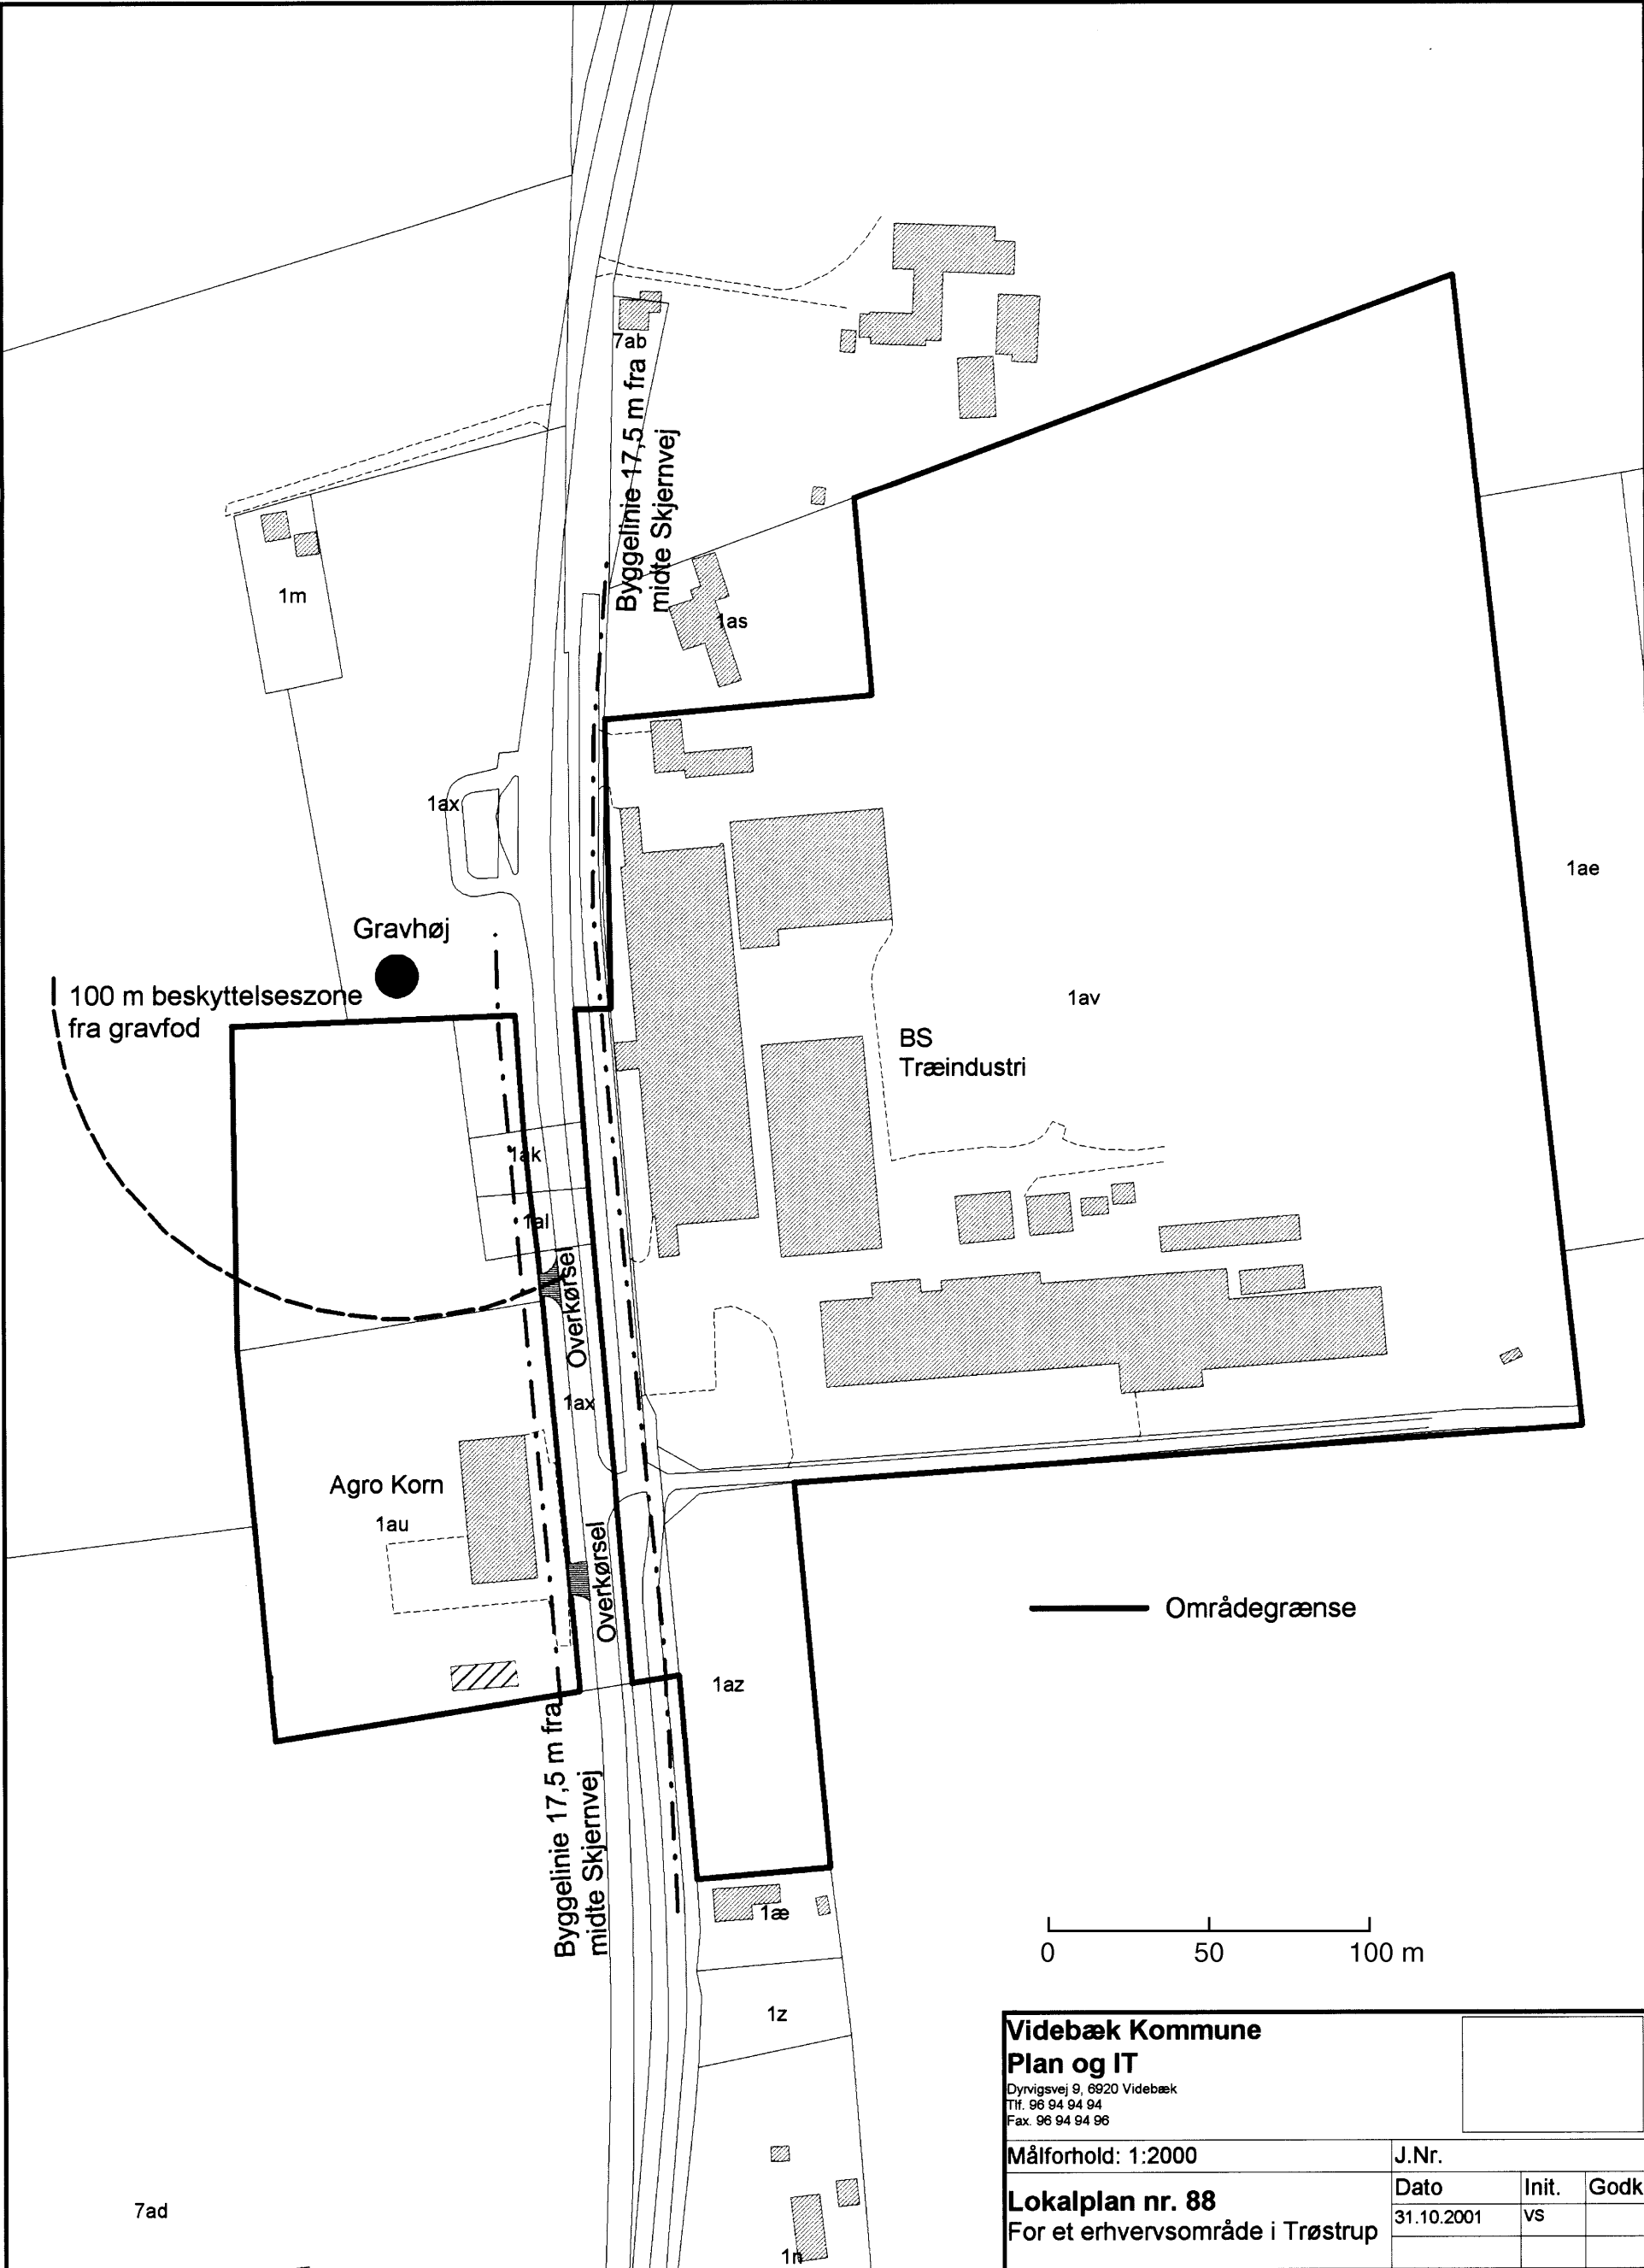 7ab
Byggelinie 17,5 m fra
midte Skjernvej
1m
1as
1ax
1ae
Gravhøj
100 m beskyttelseszone
fra gravfod
1av
BS
Træindustri
1ak
1al
Overkørsel
1ax
Agro Korn
1au
Overkørsel
Områdegrænse
1az
Byggelinie 17,5 m fra
midte Skjernvej
1æ
0 50 100 m
1z
Videbæk Kommune
Plan og IT
Dyrvigsvej 9, 6920 Videbæk
Tlf. 96 94 94 94
Fax. 96 94 94 96
Målforhold: 1:2000
J.Nr.
Lokalplan nr. 88
For et erhvervsområde i Trøstrup
Dato Init. Godk
31.10.2001 vs
7ad
1n